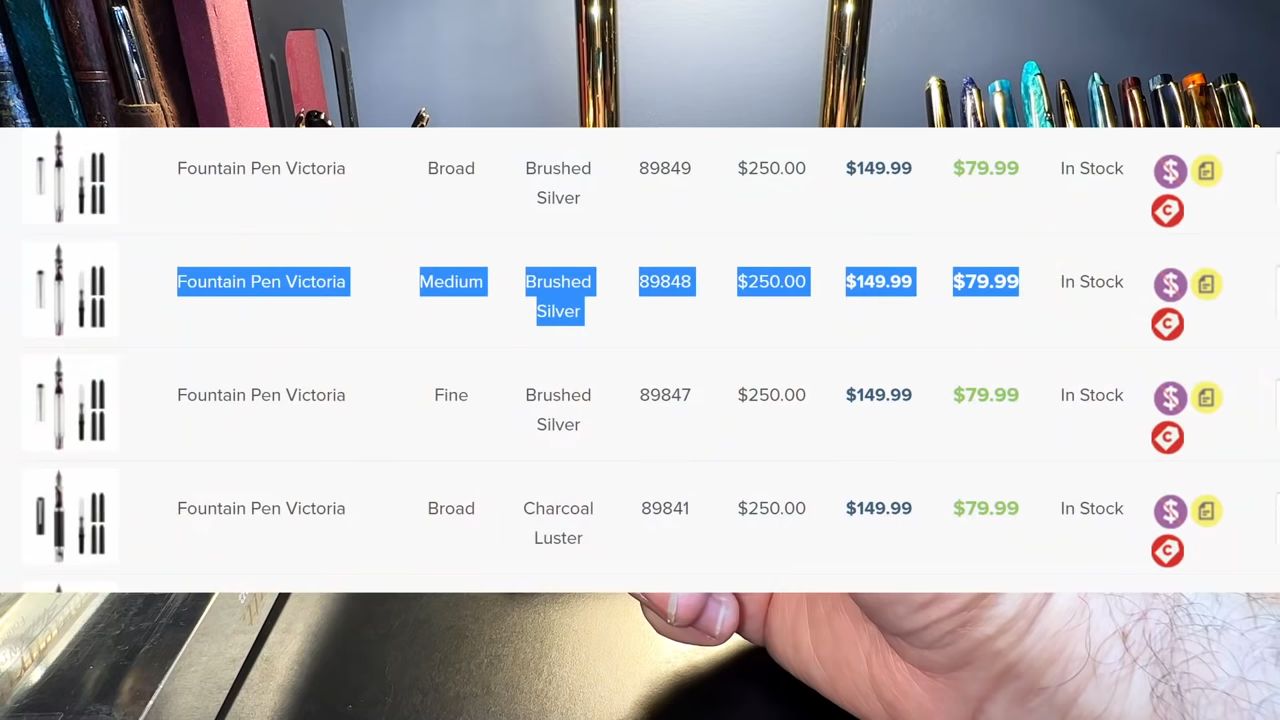 Fountain Pen Victoria Broad Brushed Silver 89849 $250.00 $149.99 $79.99 In Stock
Fountain Pen Victoria Medium Brushed Silver 89848 $250.00 $149.99 $79.99 In Stock
Fountain Pen Victoria Fine Brushed Silver 89847 $250.00 $149.99 $79.99 In Stock
Fountain Pen Victoria Broad Charcoal Luster 89841 $250.00 $149.99 $79.99 In Stock